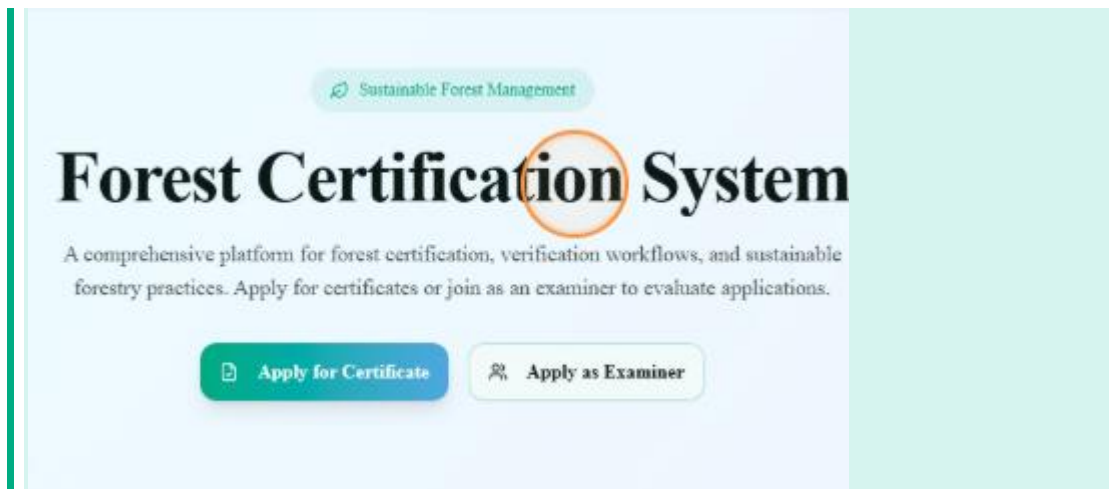 Sustainable Forest Management
Forest Certification System
A comprehensive platform for forest certification, verification workflows, and sustainable
forestry practices. Apply for certificates or join as an examiner to evaluate applications.
Apply for Certificate
Apply as Examiner